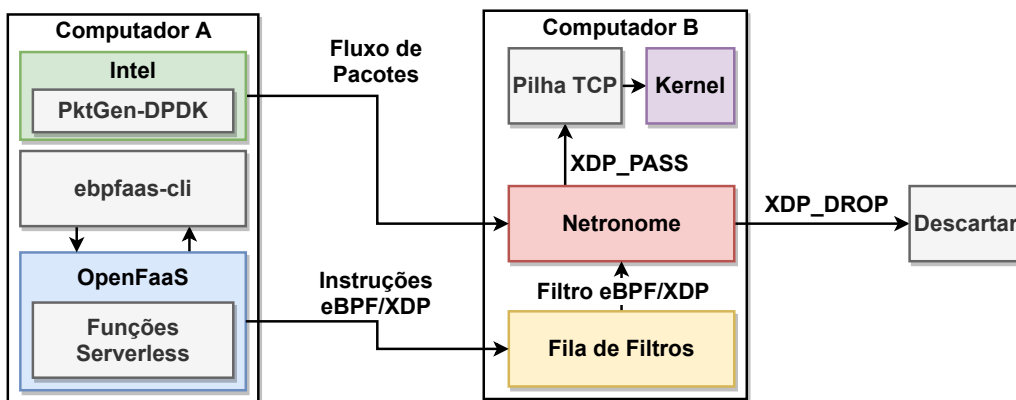 Computador A
Intel
PktGen-DPDK
ebpfaas-cli
OpenFaaS
Funções
Serverless
Fluxo de
Pacotes
Instruções
eBPF/XDP
Computador B
Pilha TCP
Kernel
XDP_PASS
Netronome
Filtro eBPF/XDP
Fila de Filtros
XDP_DROP
Descartar